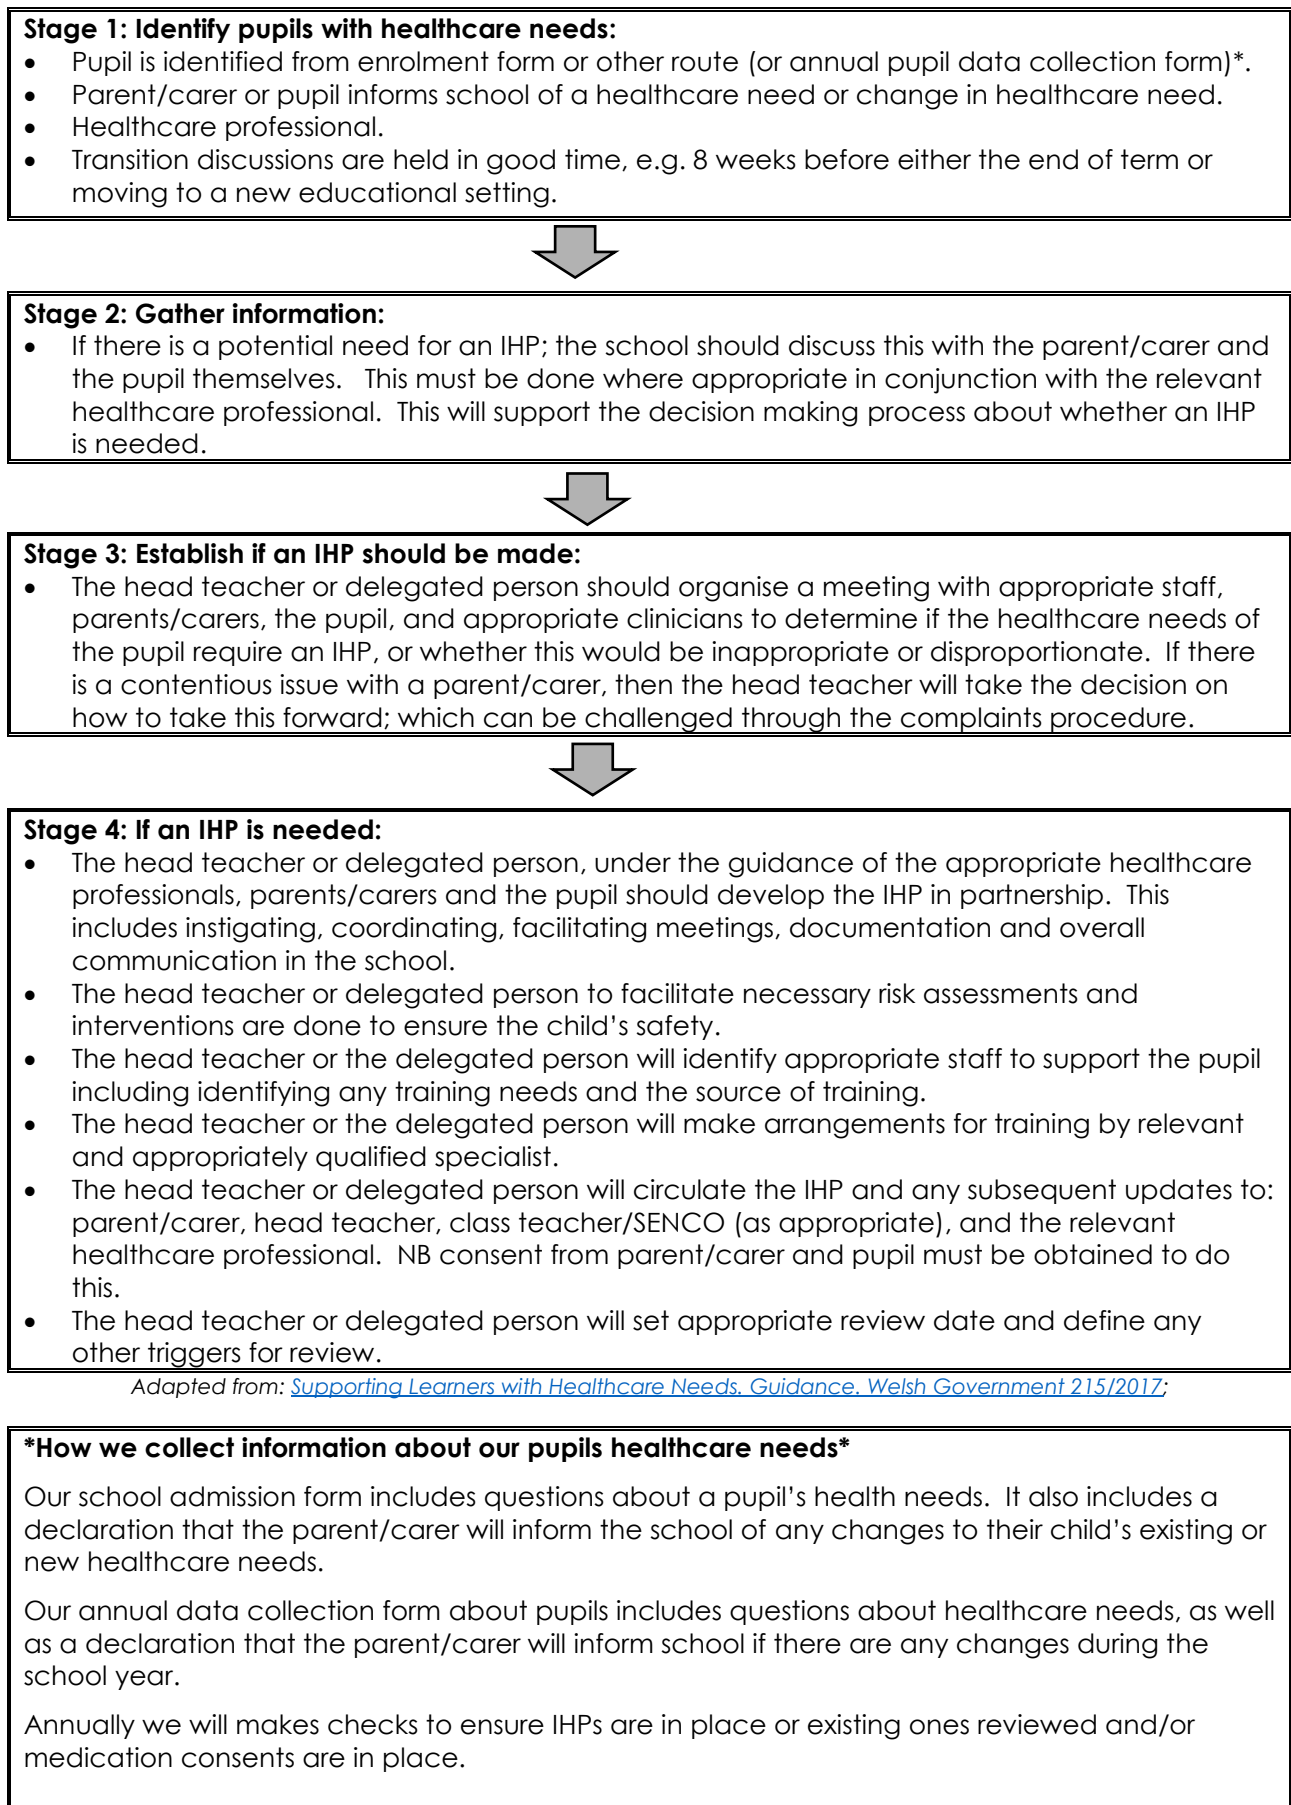 Stage 1: Identify pupils with healthcare needs:
• Pupil is identified from enrolment form or other route (or annual pupil data collection form)*.
• Parent/carer or pupil informs school of a healthcare need or change in healthcare need.
• Healthcare professional.
• Transition discussions are held in good time, e.g. 8 weeks before either the end of term or
moving to a new educational setting.
Stage 2: Gather information:
• If there is a potential need for an IHP; the school should discuss this with the parent/carer and
the pupil themselves.   This must be done where appropriate in conjunction with the relevant
healthcare professional.  This will support the decision making process about whether an IHP
is needed.
Stage 3: Establish if an IHP should be made:
• The head teacher or delegated person should organise a meeting with appropriate staff,
parents/carers, the pupil, and appropriate clinicians to determine if the healthcare needs of
the pupil require an IHP, or whether this would be inappropriate or disproportionate.  If there
is a contentious issue with a parent/carer, then the head teacher will take the decision on
how to take this forward; which can be challenged through the complaints procedure.
Stage 4: If an IHP is needed:
• The head teacher or delegated person, under the guidance of the appropriate healthcare
professionals, parents/carers and the pupil should develop the IHP in partnership.  This
includes instigating, coordinating, facilitating meetings, documentation and overall
communication in the school.
• The head teacher or delegated person to facilitate necessary risk assessments and
interventions are done to ensure the child's safety.
• The head teacher or the delegated person will identify appropriate staff to support the pupil
including identifying any training needs and the source of training.
• The head teacher or the delegated person will make arrangements for training by relevant
and appropriately qualified specialist.
• The head teacher or delegated person will circulate the IHP and any subsequent updates to:
parent/carer, head teacher, class teacher/SENCO (as appropriate), and the relevant
healthcare professional.  NB consent from parent/carer and pupil must be obtained to do
this.
• The head teacher or delegated person will set appropriate review date and define any
other triggers for review.
Adapted from: Supporting Learners with Healthcare Needs. Guidance. Welsh Government 215/2017;
*How we collect information about our pupils healthcare needs*
Our school admission form includes questions about a pupil's health needs.  It also includes a
declaration that the parent/carer will inform the school of any changes to their child's existing or
new healthcare needs.
Our annual data collection form about pupils includes questions about healthcare needs, as well
as a declaration that the parent/carer will inform school if there are any changes during the
school year.
Annually we will makes checks to ensure IHPs are in place or existing ones reviewed and/or
medication consents are in place.